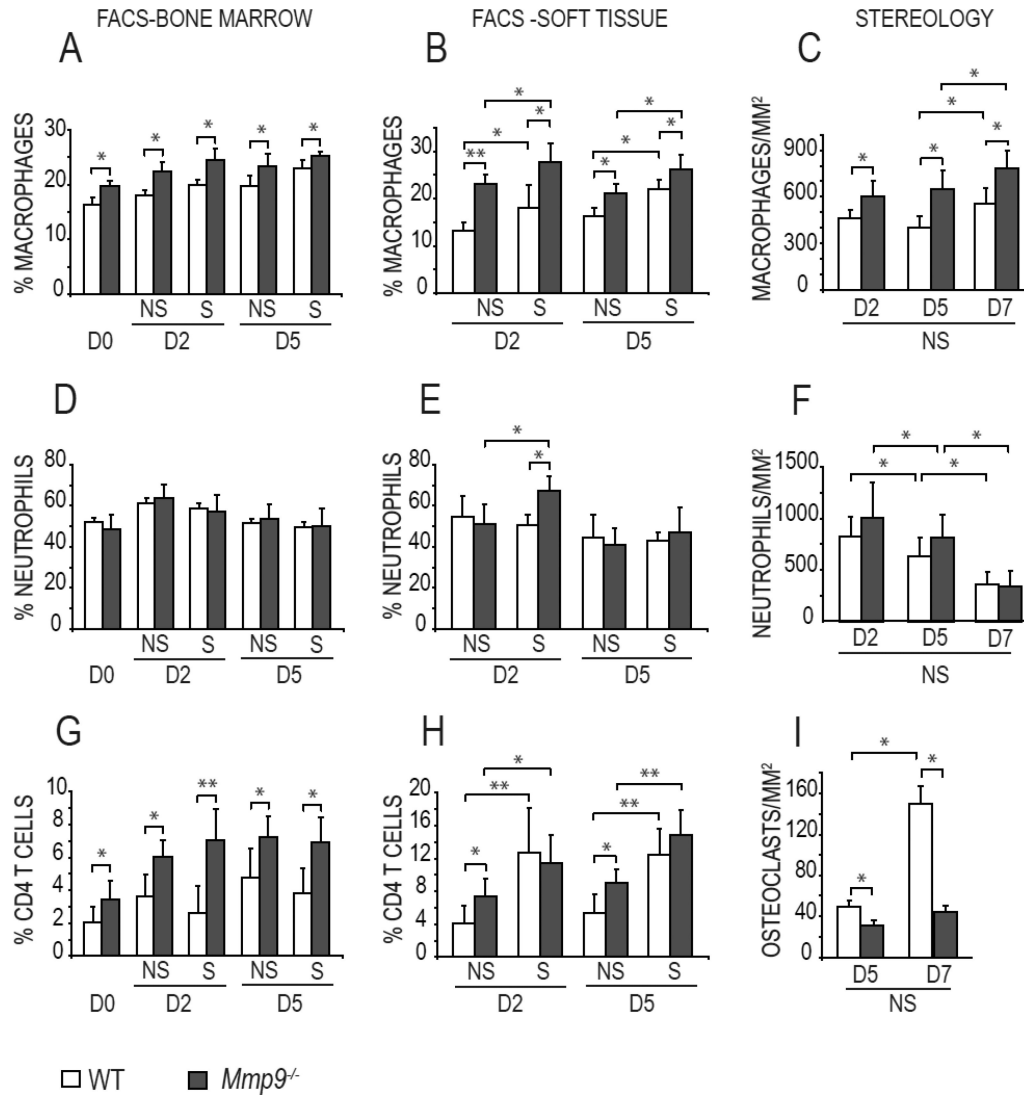 FACS-BONE MARROW FACS -SOFT TISSUE STEREOLOGY
A
% MACROPHAGES
30
20
10
0
* * * * *
NS S NS S
D0 D2 D5
B
% MACROPHAGES
30
20
10
0
* *
* * * *
** *
NS S NS S
D2 D5
C
MACROPHAGES/MM²
900
600
300
0
*
*
* * *
D2 D5 D7
NS
D
% NEUTROPHILS
80
60
40
20
0
NS S NS S
D0 D2 D5
E
% NEUTROPHILS
80
60
40
20
0
*
*
NS S NS S
D2 D5
F
NEUTROPHILS/MM²
1500
1000
500
0
* *
* *
D2 D5 D7
NS
G
% CD4 T CELLS
10
8
6
4
2
0
* * ** * *
NS S NS S
D0 D2 D5
H
% CD4 T CELLS
20
16
12
8
4
0
* **
** **
* *
NS S NS S
D2 D5
I
OSTEOCLASTS/MM²
160
120
80
40
0
*
* *
D5 D7
NS
WT Mmp9-/-